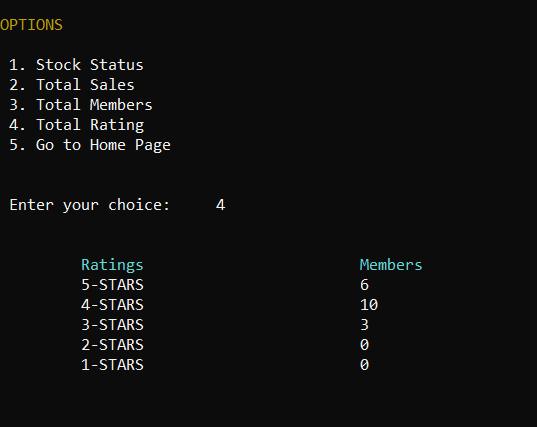 OPTIONS
1. Stock Status
2. Total Sales
3. Total Members
4. Total Rating
5. Go to Home Page
Enter your choice: 4
Ratings Members
5-STARS 6
4-STARS 10
3-STARS 3
2-STARS 0
1-STARS 0